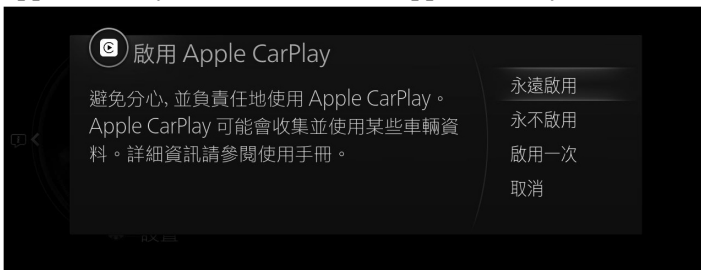 啟用 Apple CarPlay
避免分心, 並負責任地使用 Apple CarPlay。
Apple CarPlay 可能會收集並使用某些車輛資
料。詳細資訊請參閱使用手冊。
永遠啟用
永不啟用
啟用一次
取消
設置